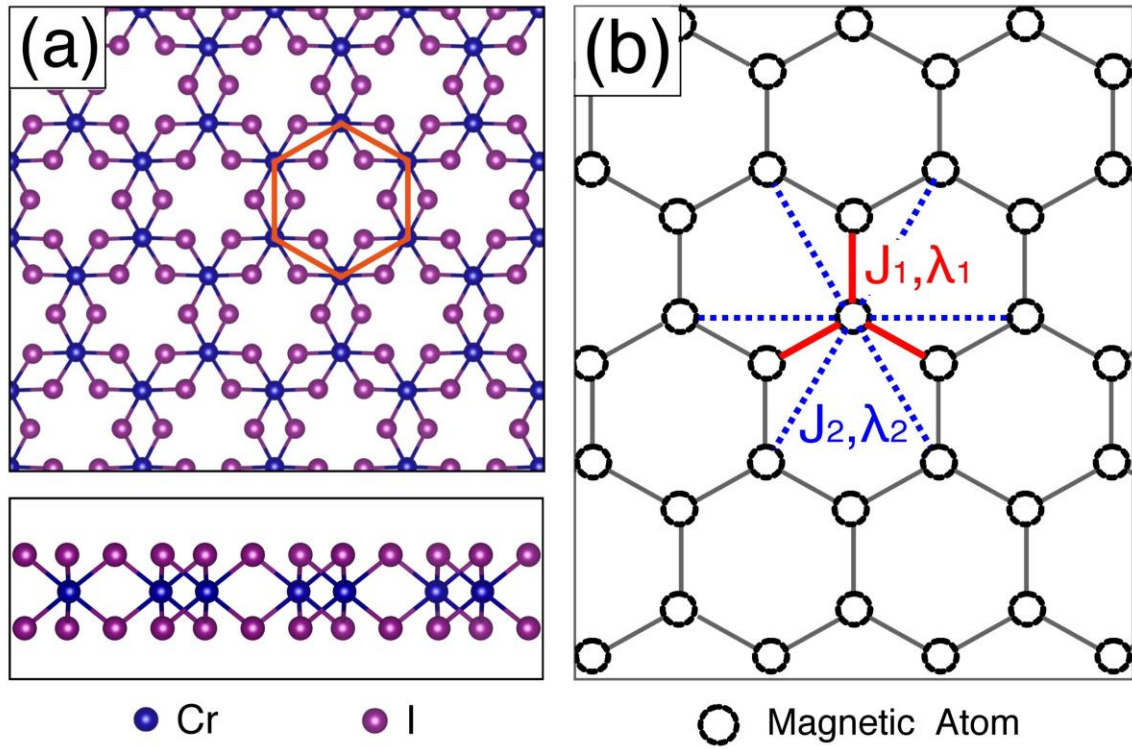 (a)
(b)
J₁,λ₁
J₂,λ₂
Cr
I
Magnetic Atom